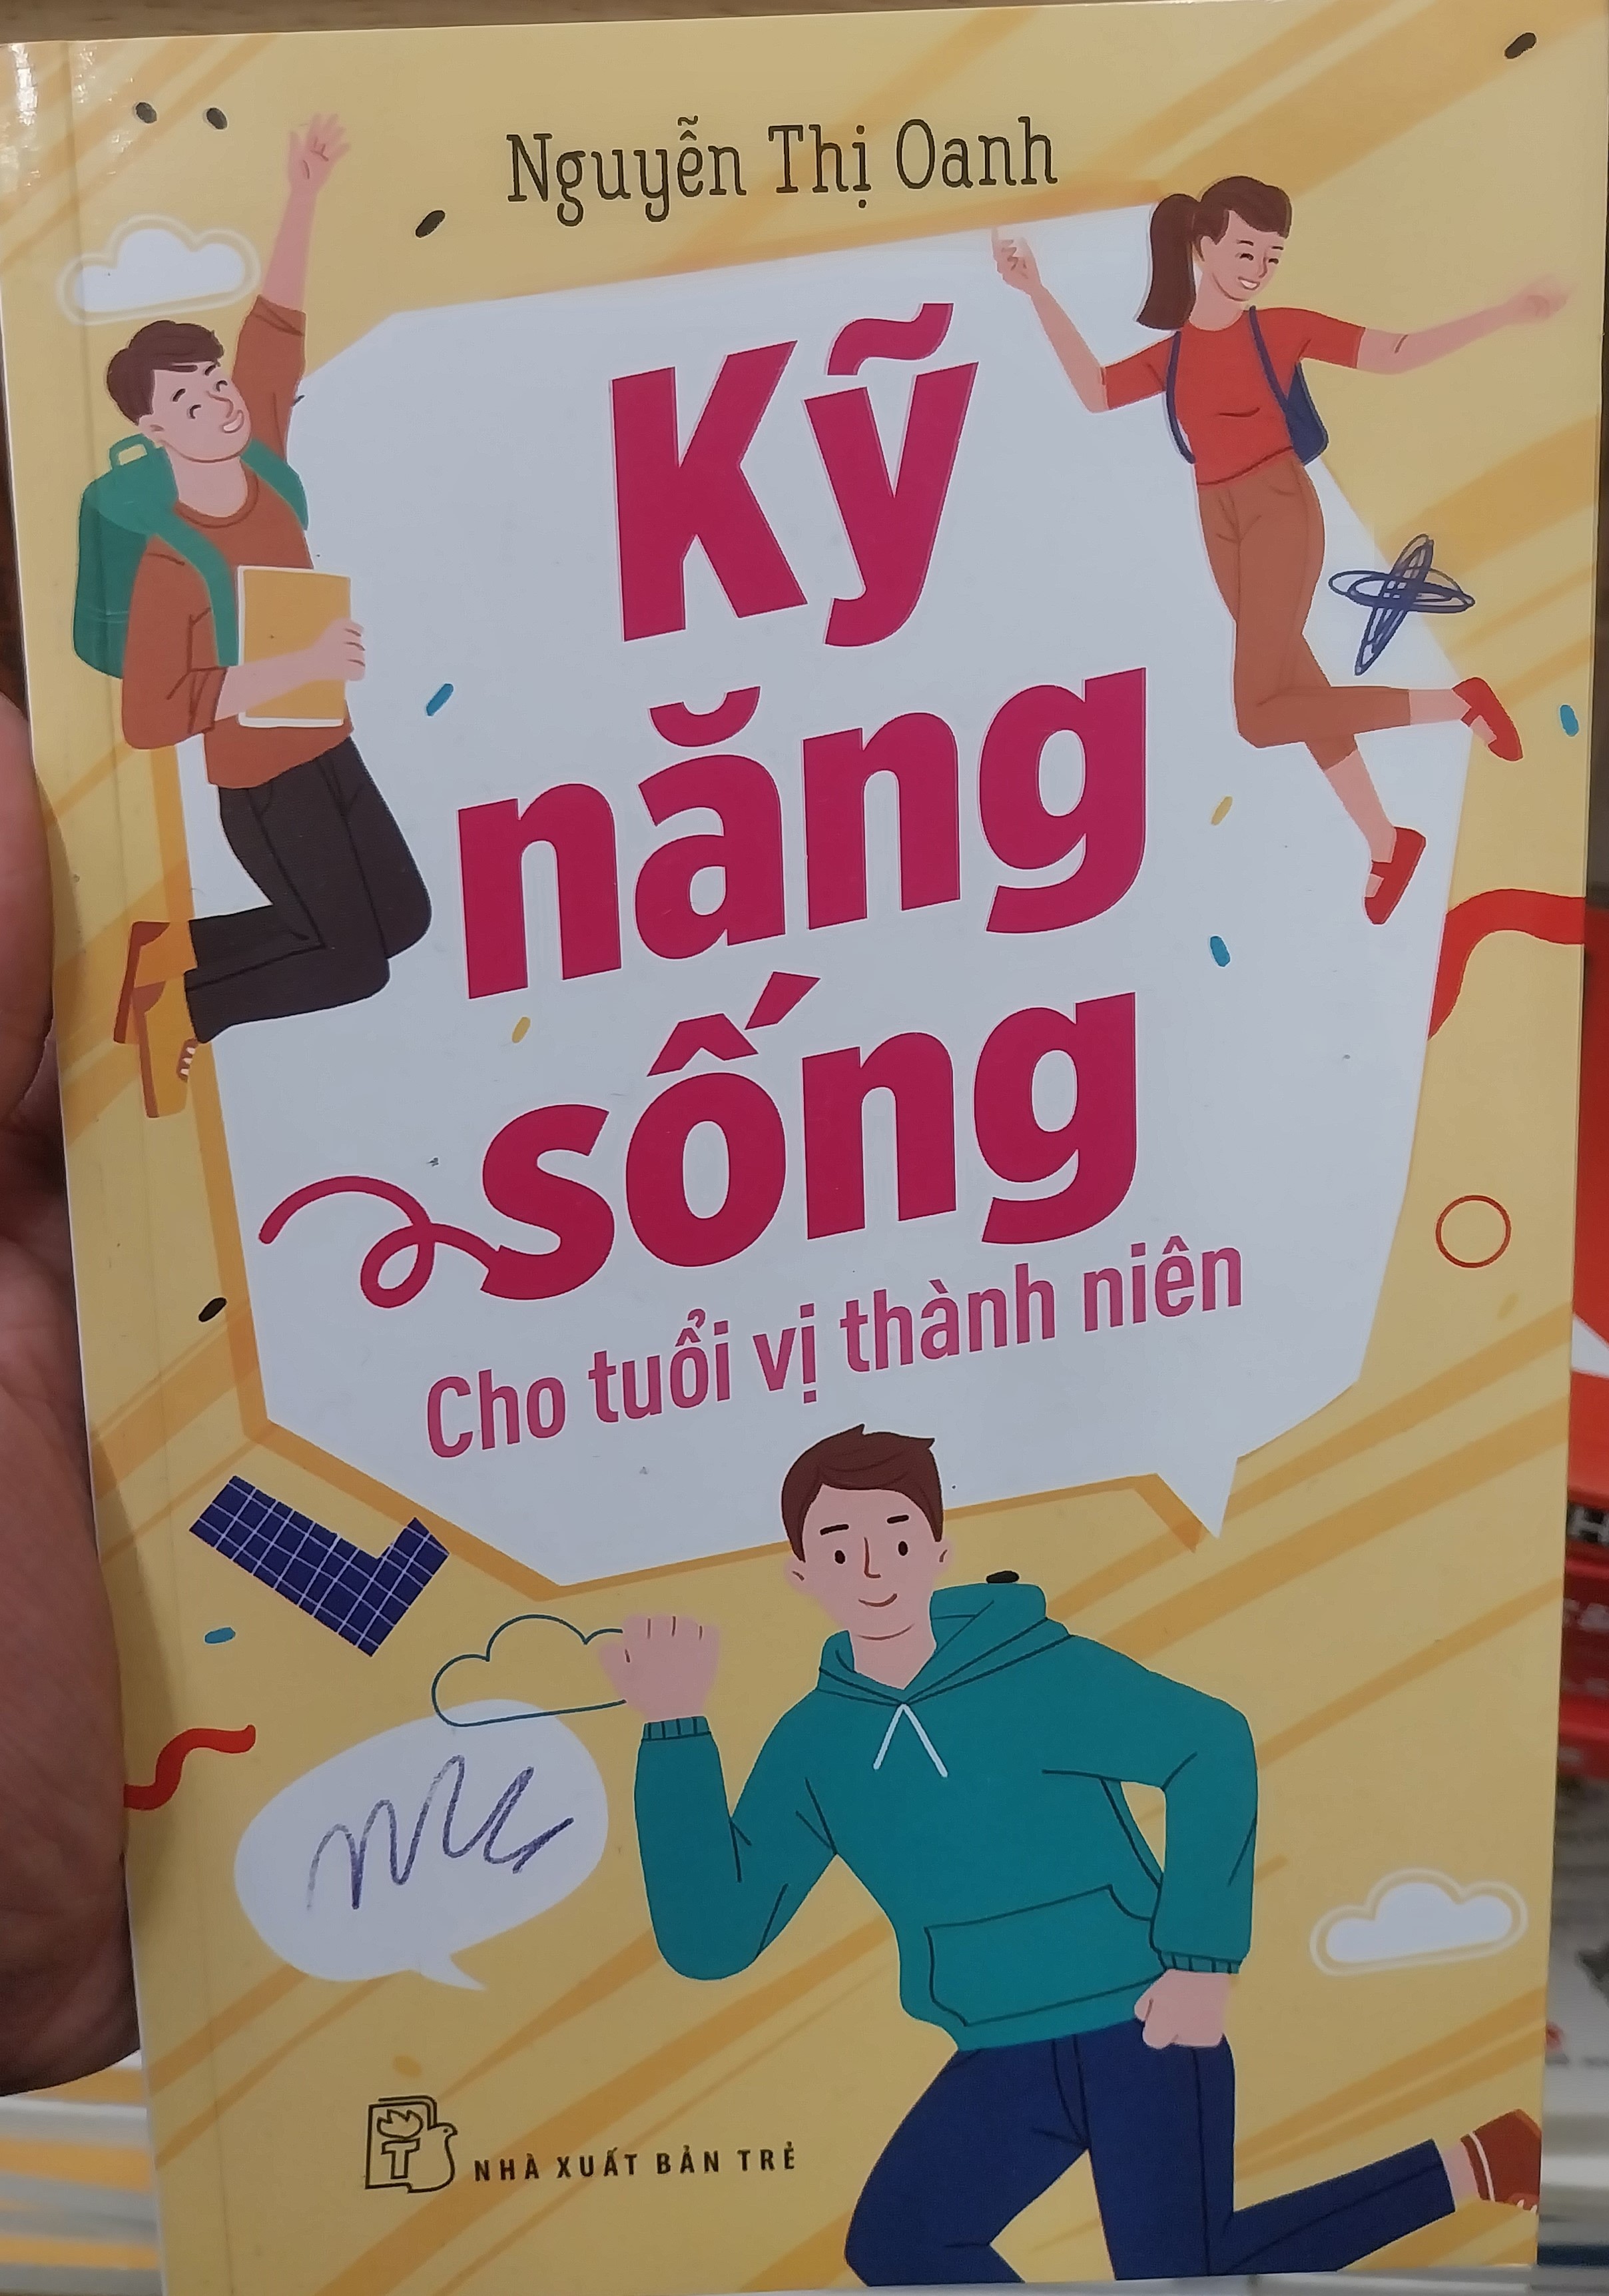 Nguyễn Thị Oanh
Kỹ
năng
sống
Cho tuổi vị thành niên
NHÀ XUẤT BẢN TRẺ